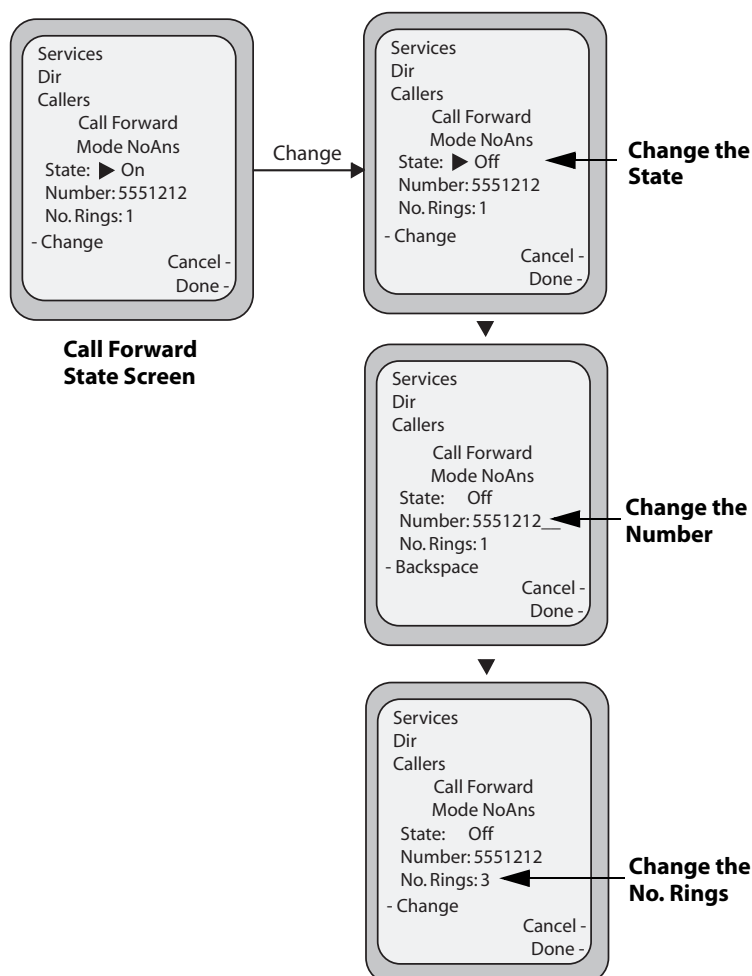 Services
Dir
Callers
Call Forward
Mode NoAns
State: ▶ On
Number: 5551212
No. Rings: 1
- Change
Cancel -
Done -
Call Forward
State Screen
Change
Services
Dir
Callers
Call Forward
Mode NoAns
State: ▶ Off
Number: 5551212
No. Rings: 1
- Change
Cancel -
Done -
Change the
State
Services
Dir
Callers
Call Forward
Mode NoAns
State: Off
Number: 5551212__
No. Rings: 1
- Backspace
Cancel -
Done -
Change the
Number
Services
Dir
Callers
Call Forward
Mode NoAns
State: Off
Number: 5551212
No. Rings: 3
- Change
Cancel -
Done -
Change the
No. Rings